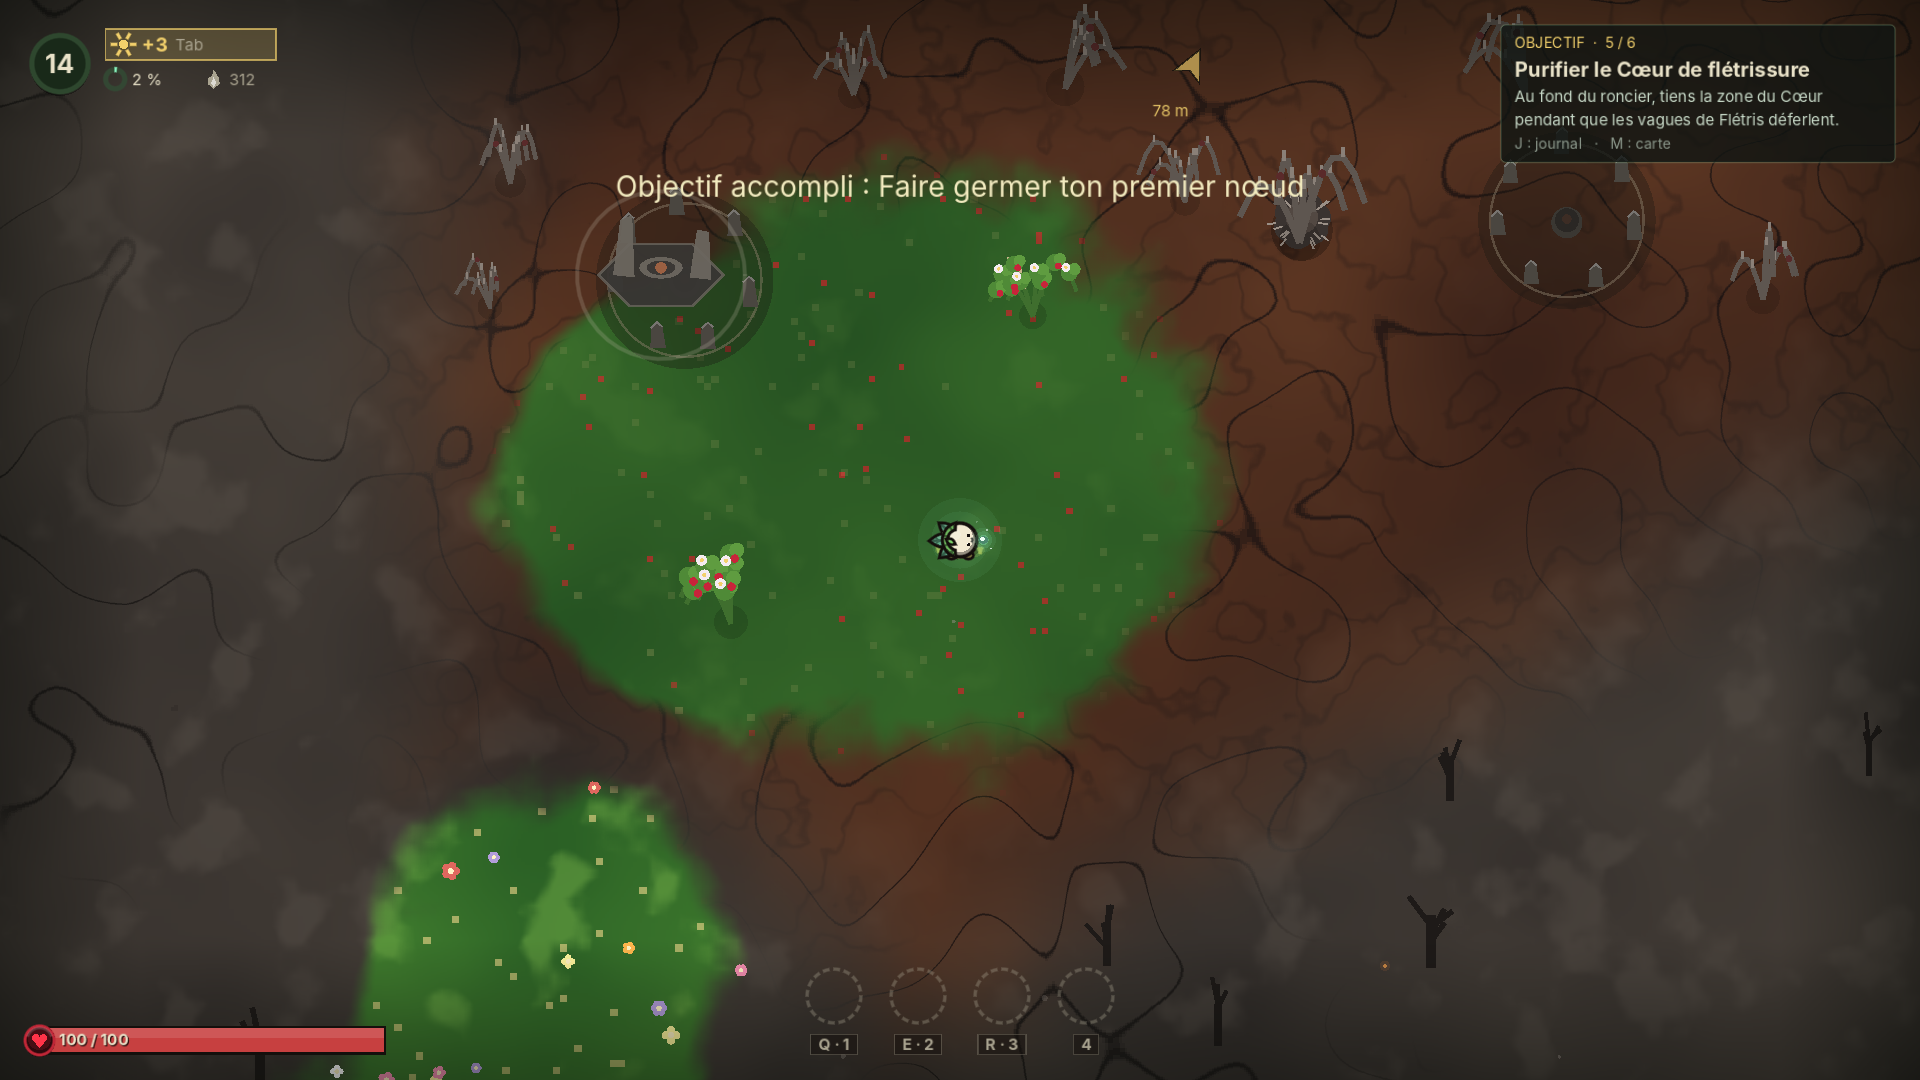 14
+3 Tab
2 % 312
78 m
OBJECTIF · 5 / 6
Purifier le Cœur de flétrissure
Au fond du roncier, tiens la zone du Cœur
pendant que les vagues de Flétris déferlent.
J : journal · M : carte
Objectif accompli : Faire germer ton premier nœud
100 / 100
Q · 1 E · 2 R · 3 4